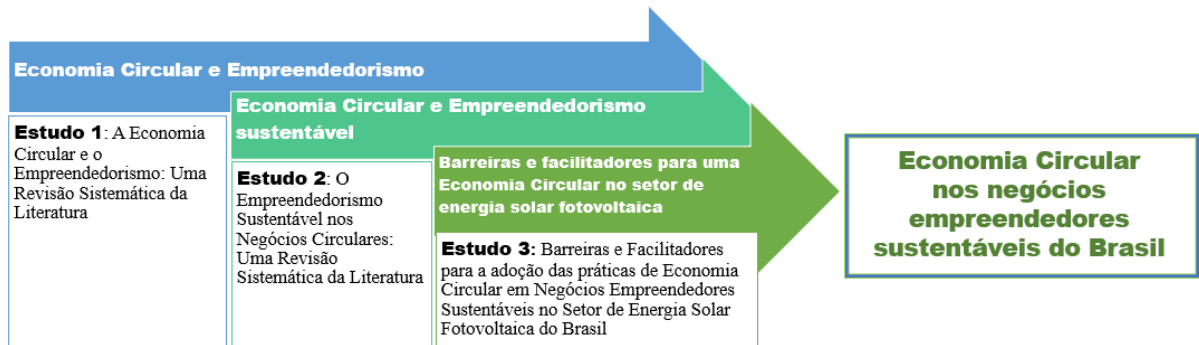 Economia Circular e Empreendedorismo
Estudo 1: A Economia
Circular e o
Empreendedorismo: Uma
Revisão Sistemática da
Literatura
Economia Circular e Empreendedorismo
sustentável
Estudo 2: O
Empreendedorismo
Sustentável nos
Negócios Circulares:
Uma Revisão
Sistemática da Literatura
Barreiras e facilitadores para uma
Economia Circular no setor de
energia solar fotovoltaica
Estudo 3: Barreiras e Facilitadores
para a adoção das práticas de Economia
Circular em Negócios Empreendedores
Sustentáveis no Setor de Energia Solar
Fotovoltaica do Brasil
Economia Circular
nos negócios
empreendedores
sustentáveis do Brasil